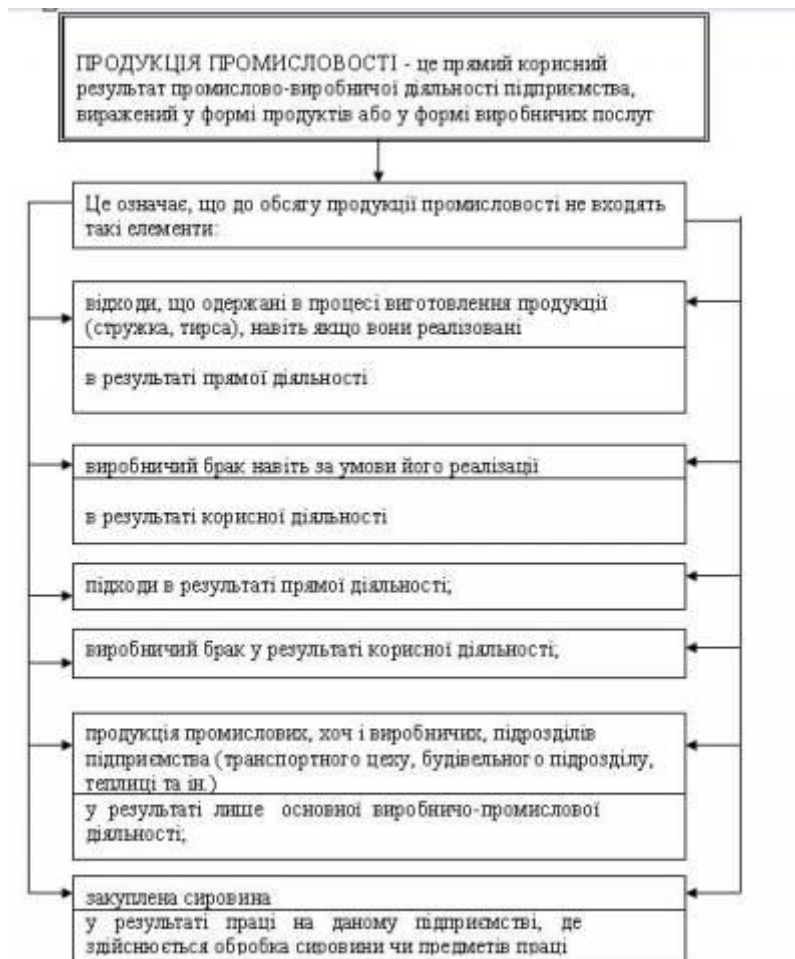 ПРОДУКЦІЯ ПРОМИСЛОВОСТІ - це прямий корисний
результат промислово-виробничої діяльності підприємства,
виражений у формі продуктів або у формі виробничих послуг
Це означає, що до обсягу продукції промисловості не входять
такі елементи:
відходи, що одержані в процесі виготовлення продукції
(стружка, тирса), навіть якщо вони реалізовані
в результаті прямої діяльності
виробничий брак навіть за умови його реалізації
в результаті корисної діяльності
підходи в результаті прямої діяльності;
виробничий брак у результаті корисної діяльності;
продукція промислових, хоч і виробничих, підрозділів
підприємства (транспортного цеху, будівельного підрозділу,
теплиці та ін.)
у результаті лише основної виробничо-промислової
діяльності;
закуплена сировина
у результаті праці на даному підприємстві, де
здійснюється обробка сировини чи предметів праці